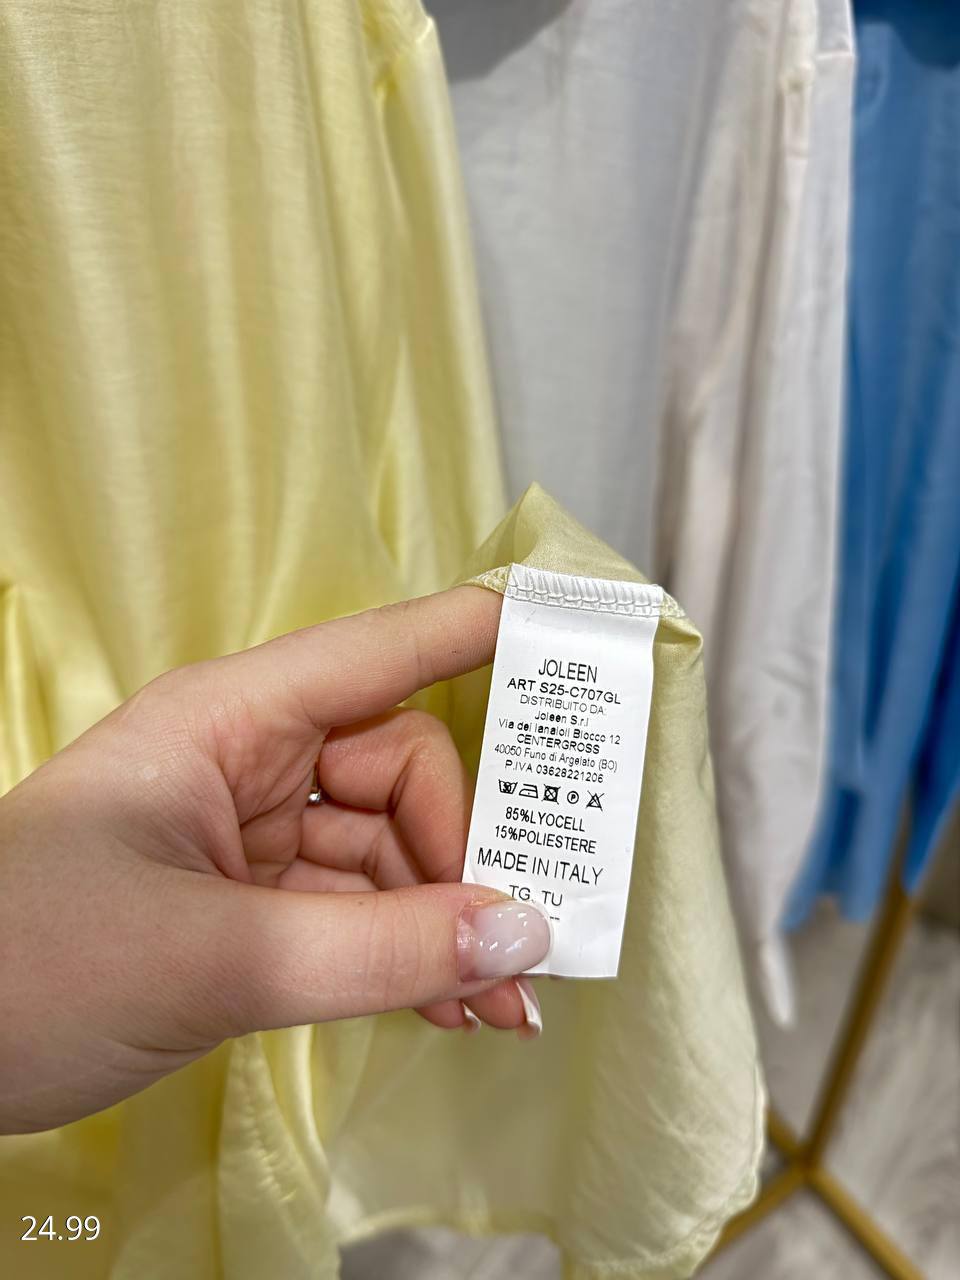 JOLEEN
ART S25-C707GL
DISTRIBUITO DA:
Joleen S.r.l
Via dei lanaioli Blocco 12
CENTERGROSS
40050 Funo di Argelato (BO)
P.IVA 03628221206
85%LYOCELL
15%POLIESTERE
MADE IN ITALY
TG. TU
24.99